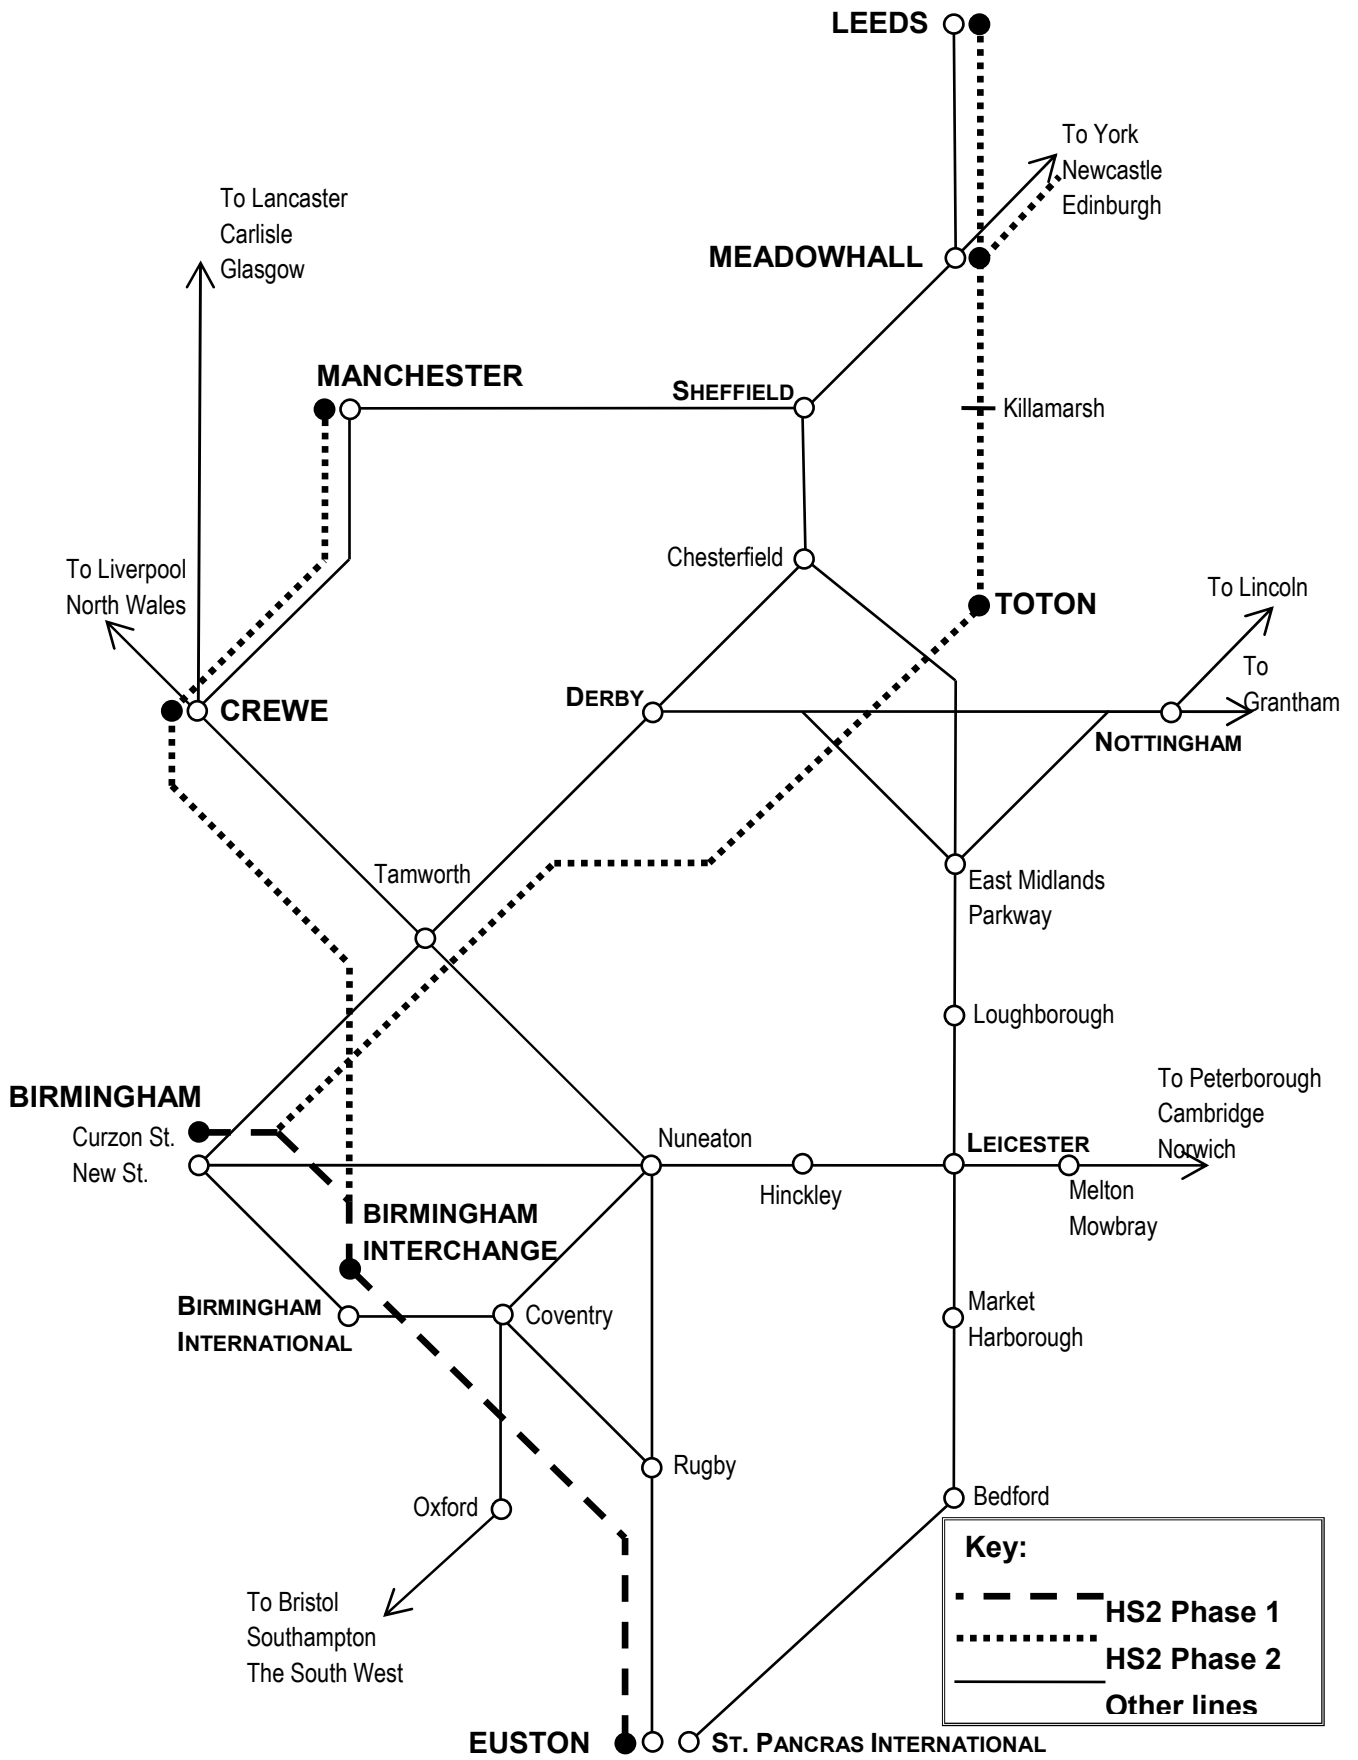 LEEDS
To York
Newcastle
Edinburgh
To Lancaster
Carlisle
Glasgow
MEADOWHALL
MANCHESTER
SHEFFIELD
Killamarsh
Chesterfield
To Liverpool
North Wales
TOTON
To Lincoln
To
Grantham
CREWE
DERBY
NOTTINGHAM
Tamworth
East Midlands
Parkway
Loughborough
BIRMINGHAM
Curzon St.
New St.
To Peterborough
Cambridge
Norwich
Nuneaton
LEICESTER
Hinckley
Melton
Mowbray
BIRMINGHAM
INTERCHANGE
BIRMINGHAM
INTERNATIONAL
Coventry
Market
Harborough
Rugby
Oxford
Bedford
To Bristol
Southampton
The South West
Key:
HS2 Phase 1
HS2 Phase 2
Other lines
EUSTON
ST. PANCRAS INTERNATIONAL